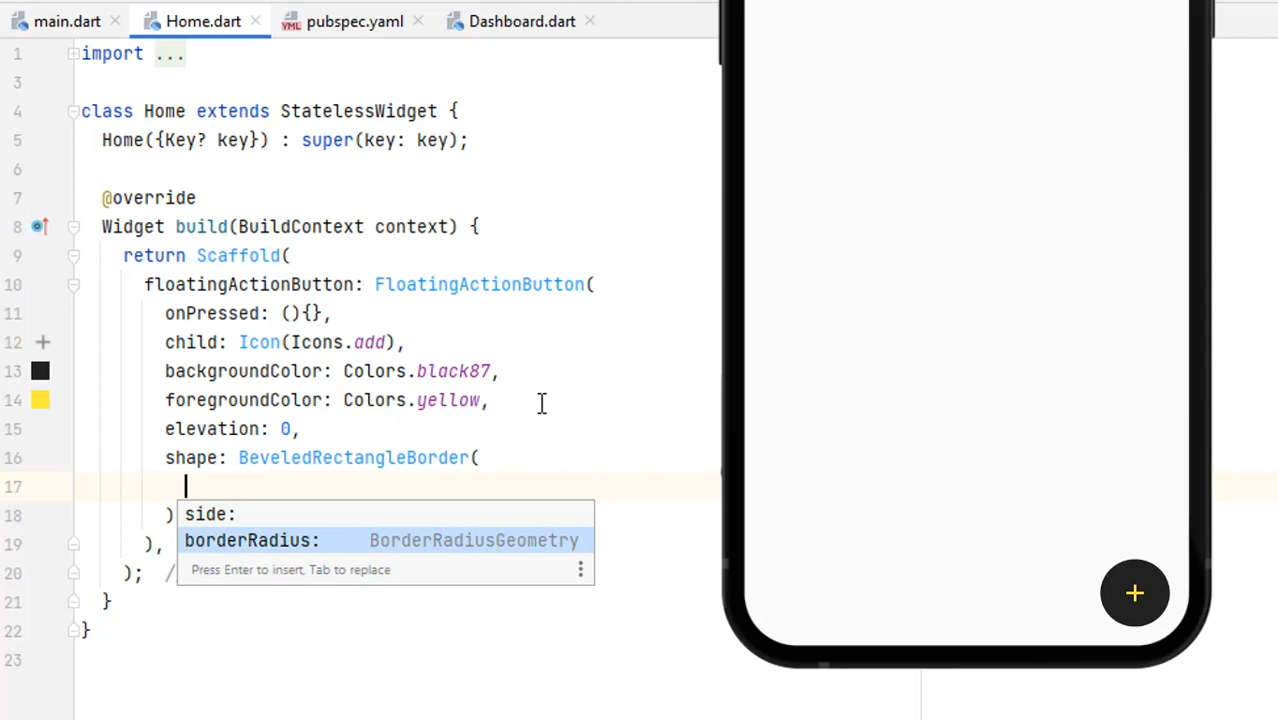 main.dart Home.dart pubspec.yaml Dashboard.dart
1 import ...
3
4 class Home extends StatelessWidget {
5 Home({Key? key}) : super(key: key);
6
7 @override
8 Widget build(BuildContext context) {
9 return Scaffold(
10 floatingActionButton: FloatingActionButton(
11 onPressed: (){},
12 child: Icon(Icons.add),
13 backgroundColor: Colors.black87,
14 foregroundColor: Colors.yellow,
15 elevation: 0,
16 shape: BeveledRectangleBorder(
17
18 )
side:
19 ),
borderRadius: BorderRadiusGeometry
Press Enter to insert, Tab to replace
20 ); /
21 }
22 }
23